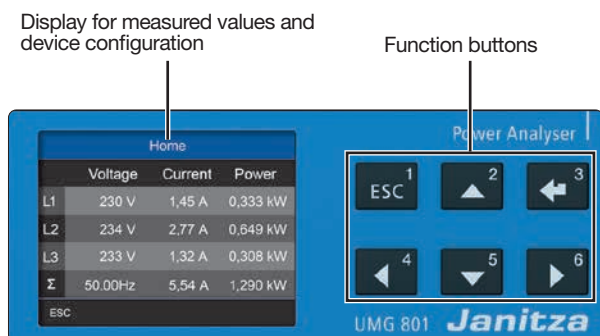 Display for measured values and
device configuration
Function buttons
Power Analyser
Home
Voltage Current Power
L1 230 V 1,45 A 0,333 kW
L2 234 V 2,77 A 0,649 kW
L3 233 V 1,32 A 0,308 kW
Σ 50.00Hz 5,54 A 1,290 kW
ESC
ESC 1
2
3
4
5
6
UMG 801 Janitza